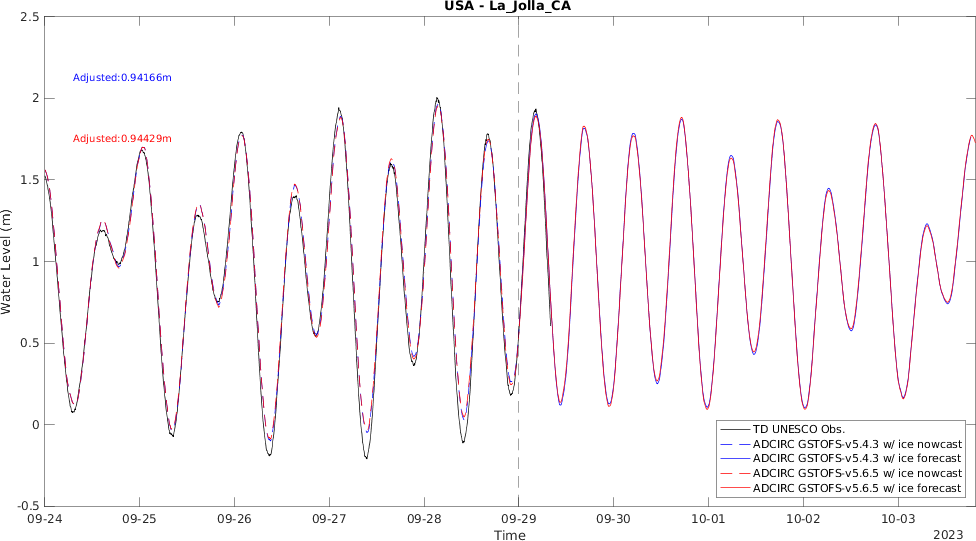 USA - La_Jolla_CA
2.5
2
1.5
1
0.5
0
-0.5
Water Level (m)
Adjusted:0.94166m
Adjusted:0.94429m
TD UNESCO Obs.
ADCIRC GSTOFS-v5.4.3 w/ ice nowcast
ADCIRC GSTOFS-v5.4.3 w/ ice forecast
ADCIRC GSTOFS-v5.6.5 w/ ice nowcast
ADCIRC GSTOFS-v5.6.5 w/ ice forecast
09-24 09-25 09-26 09-27 09-28 09-29 09-30 10-01 10-02 10-03
Time
2023